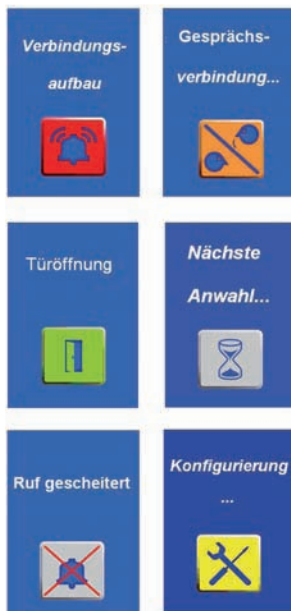 Verbindungs-
aufbau
Gesprächs-
verbindung...
Türöffnung
Nächste
Anwahl...
Ruf gescheitert
Konfigurierung
...